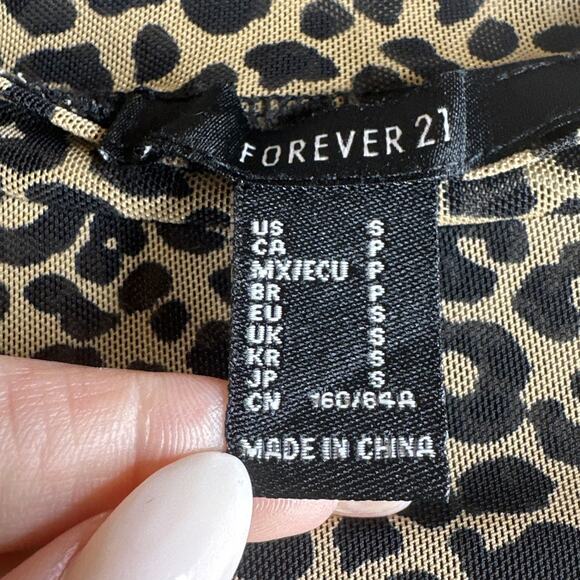 FOREVER 21
US S
CA P
MX/ECU P
BR P
EU S
UK S
KR S
JP S
CN 160/84A
MADE IN CHINA